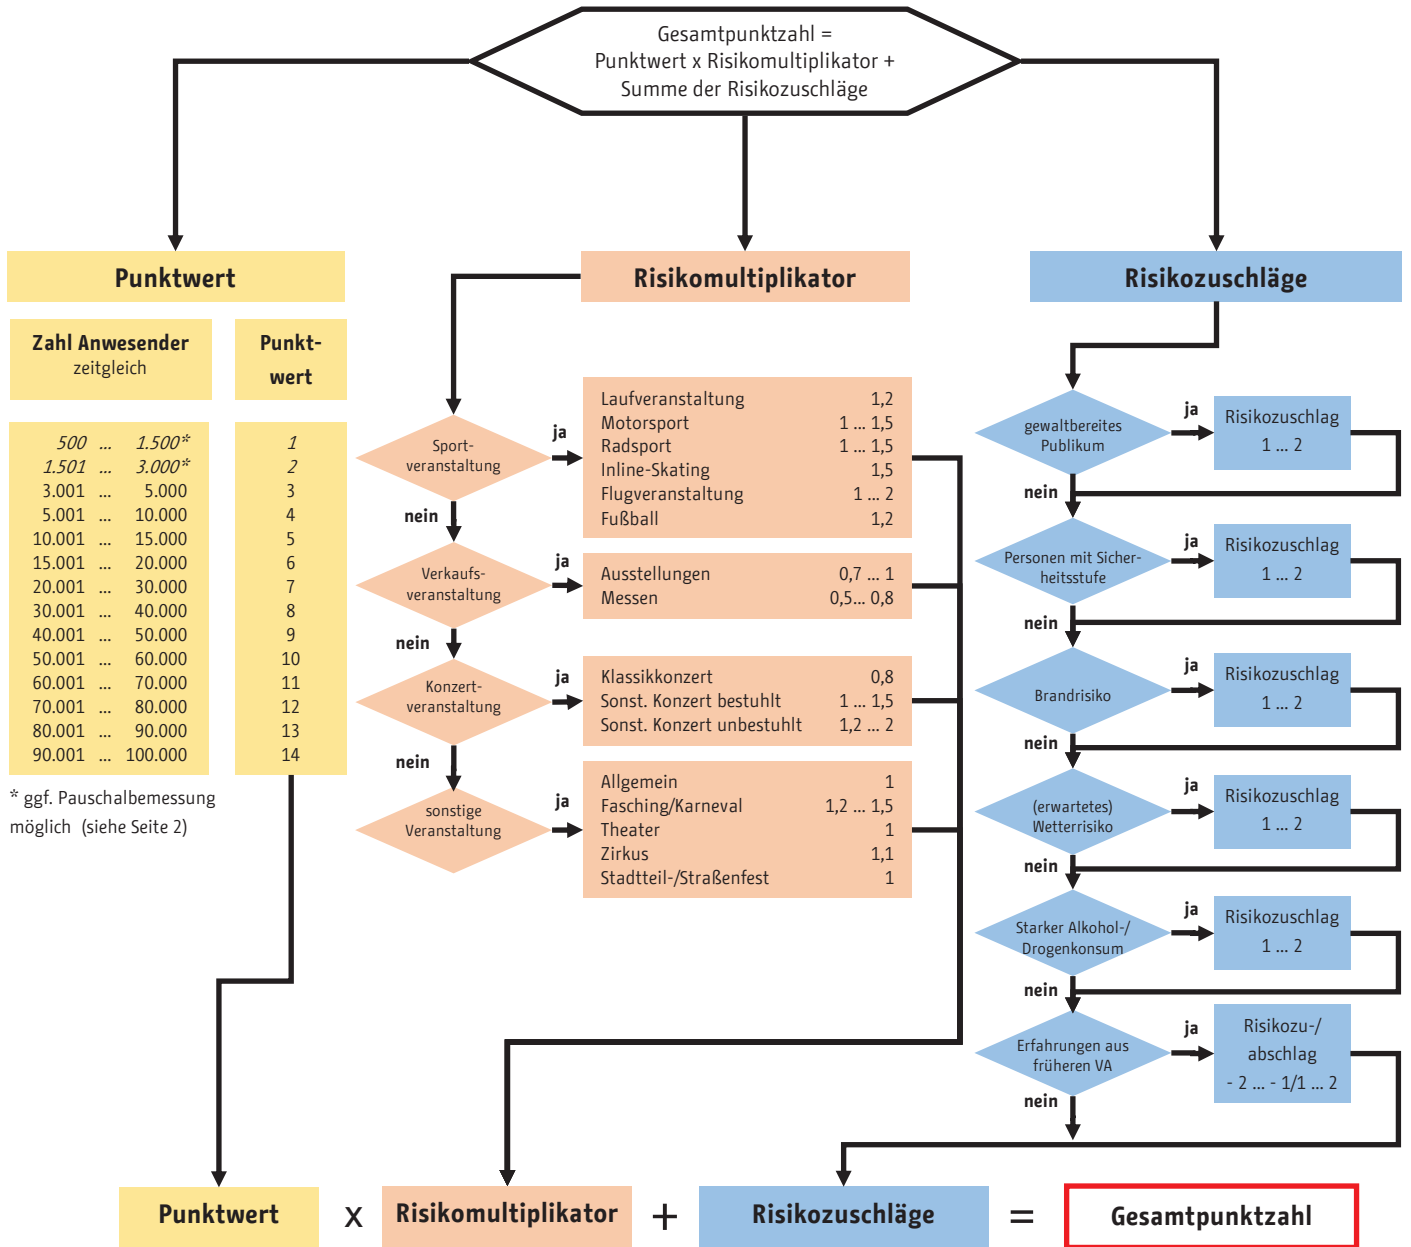 Gesamtpunktzahl =
Punktwert x Risikomultiplikator +
Summe der Risikozuschläge
Punktwert
Zahl Anwesender
zeitgleich
Punkt-
wert
500 ... 1.500* 1
1.501 ... 3.000* 2
3.001 ... 5.000 3
5.001 ... 10.000 4
10.001 ... 15.000 5
15.001 ... 20.000 6
20.001 ... 30.000 7
30.001 ... 40.000 8
40.001 ... 50.000 9
50.001 ... 60.000 10
60.001 ... 70.000 11
70.001 ... 80.000 12
80.001 ... 90.000 13
90.001 ... 100.000 14
* ggf. Pauschalbemessung
möglich (siehe Seite 2)
Risikomultiplikator
Sport-
veranstaltung
ja
Laufveranstaltung 1,2
Motorsport 1 ... 1,5
Radsport 1 ... 1,5
Inline-Skating 1,5
Flugveranstaltung 1 ... 2
Fußball 1,2
nein
Verkaufs-
veranstaltung
ja
Ausstellungen 0,7 ... 1
Messen 0,5... 0,8
nein
Konzert-
veranstaltung
ja
Klassikkonzert 0,8
Sonst. Konzert bestuhlt 1 ... 1,5
Sonst. Konzert unbestuhlt 1,2 ... 2
nein
sonstige
Veranstaltung
ja
Allgemein 1
Fasching/Karneval 1,2 ... 1,5
Theater 1
Zirkus 1,1
Stadtteil-/Straßenfest 1
Risikozuschläge
gewaltbereites
Publikum
ja
Risikozuschlag
1 ... 2
nein
Personen mit Sicher-
heitsstufe
ja
Risikozuschlag
1 ... 2
nein
Brandrisiko
ja
Risikozuschlag
1 ... 2
nein
(erwartetes)
Wetterrisiko
ja
Risikozuschlag
1 ... 2
nein
Starker Alkohol-/
Drogenkonsum
ja
Risikozuschlag
1 ... 2
nein
Erfahrungen aus
früheren VA
ja
Risikozu-/
abschlag
- 2 ... - 1/1 ... 2
nein
Punktwert x Risikomultiplikator + Risikozuschläge = Gesamtpunktzahl